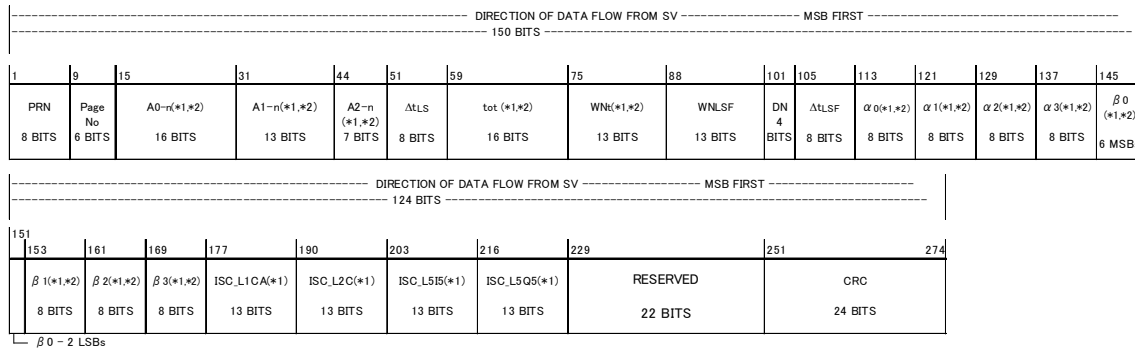 DIRECTION OF DATA FLOW FROM SV MSB FIRST
150 BITS
1 9 15 31 44 51 59 75 88 101 105 113 121 129 137 145
PRN
8 BITS
Page No
6 BITS
A0-n(*1,*2)
16 BITS
A1-n(*1,*2)
13 BITS
A2-n (*1,*2)
7 BITS
ΔtLS
8 BITS
tot (*1,*2)
16 BITS
WNt(*1,*2)
13 BITS
WNLSF
13 BITS
DN
4 BITS
ΔtLSF
8 BITS
α0(*1,*2)
8 BITS
α1(*1,*2)
8 BITS
α2(*1,*2)
8 BITS
α3(*1,*2)
8 BITS
β0 (*1,*2)
6 MSB
DIRECTION OF DATA FLOW FROM SV MSB FIRST
124 BITS
151
153 161 169 177 190 203 216 229 251 274
β1(*1,*2)
8 BITS
β2(*1,*2)
8 BITS
β3(*1,*2)
8 BITS
ISC_L1CA(*1)
13 BITS
ISC_L2C(*1)
13 BITS
ISC_L5I5(*1)
13 BITS
ISC_L5Q5(*1)
13 BITS
RESERVED
22 BITS
CRC
24 BITS
β0 - 2 LSBs